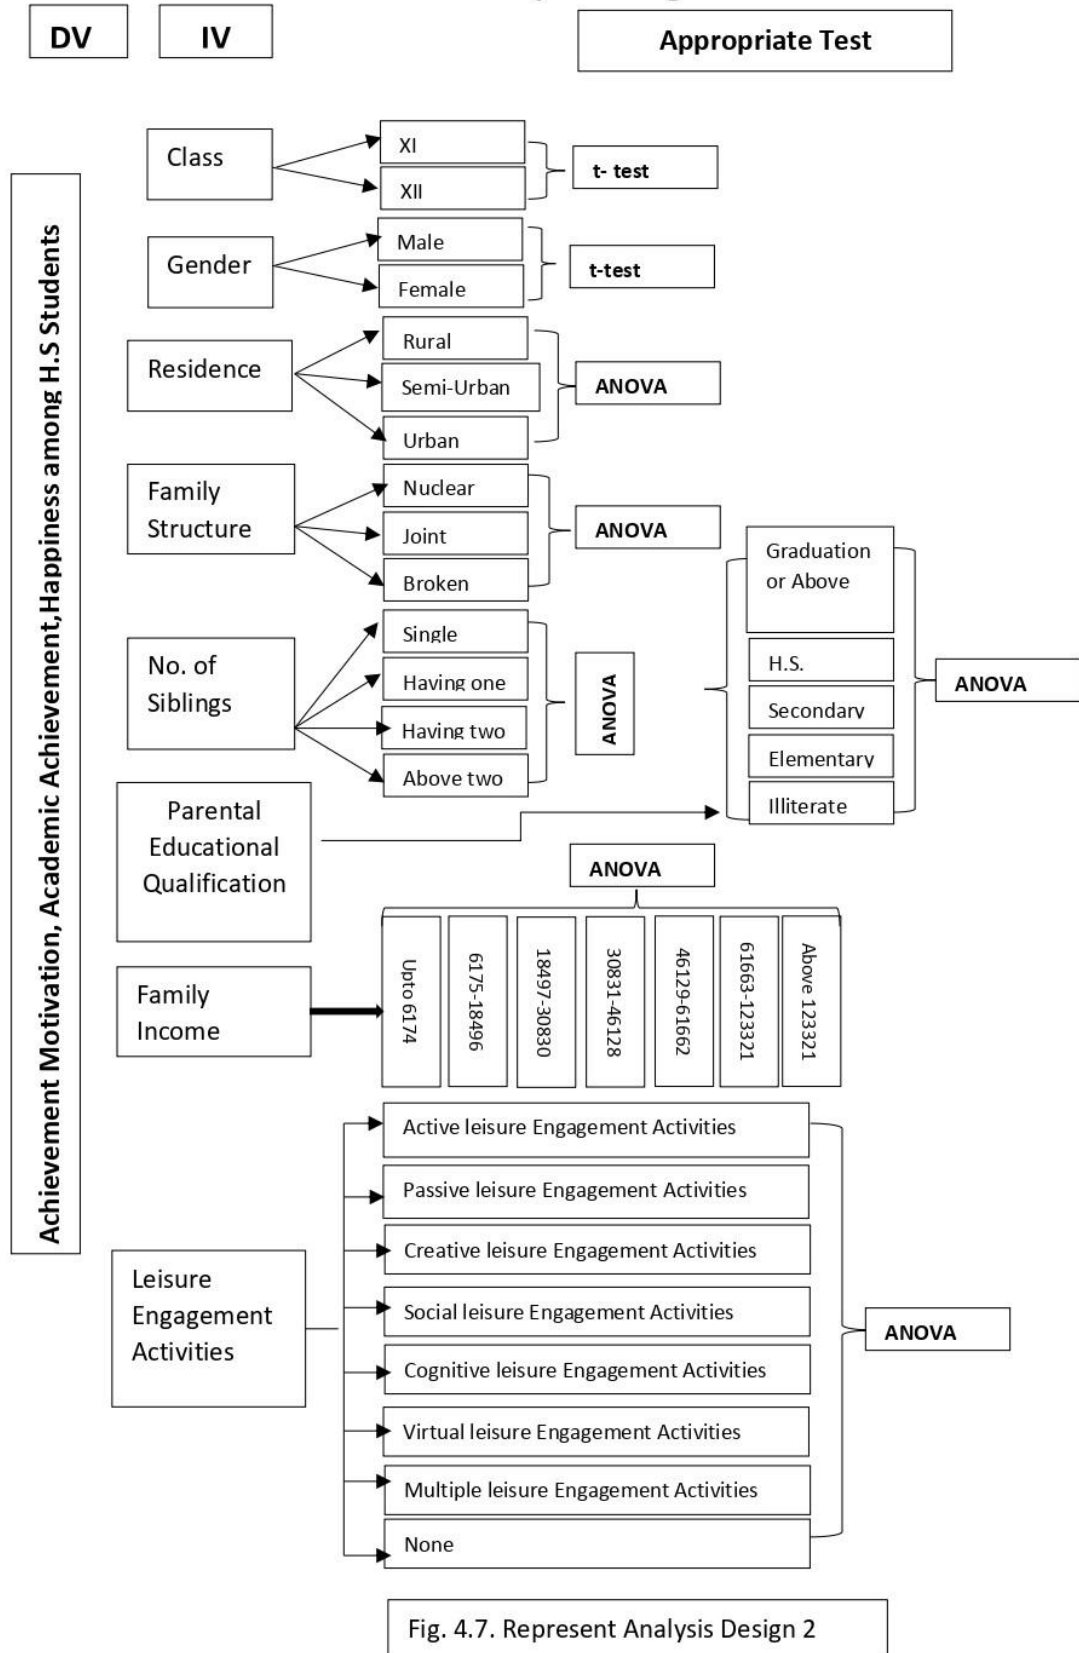 DV
IV
Appropriate Test
Achievement Motivation, Academic Achievement,Happiness among H.S Students
Class
XI
XII
t- test
Gender
Male
Female
t-test
Residence
Rural
Semi-Urban
Urban
ANOVA
Family
Structure
Nuclear
Joint
Broken
ANOVA
No. of
Siblings
Single
Having one
Having two
Above two
ANOVA
Parental
Educational
Qualification
Graduation
or Above
H.S.
Secondary
Elementary
Illiterate
ANOVA
Family
Income
ANOVA
Upto 6174
6175-18496
18497-30830
30831-46128
46129-61662
61663-123321
Above 123321
Leisure
Engagement
Activities
Active leisure Engagement Activities
Passive leisure Engagement Activities
Creative leisure Engagement Activities
Social leisure Engagement Activities
Cognitive leisure Engagement Activities
Virtual leisure Engagement Activities
Multiple leisure Engagement Activities
None
ANOVA
Fig. 4.7. Represent Analysis Design 2